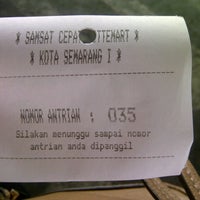 * SAMSAT CEPAT
* KOTA SEMARANG I *
NOMOR ANTRIAN : 035
Silakan menunggu sampai nomor
antrian anda dipanggil